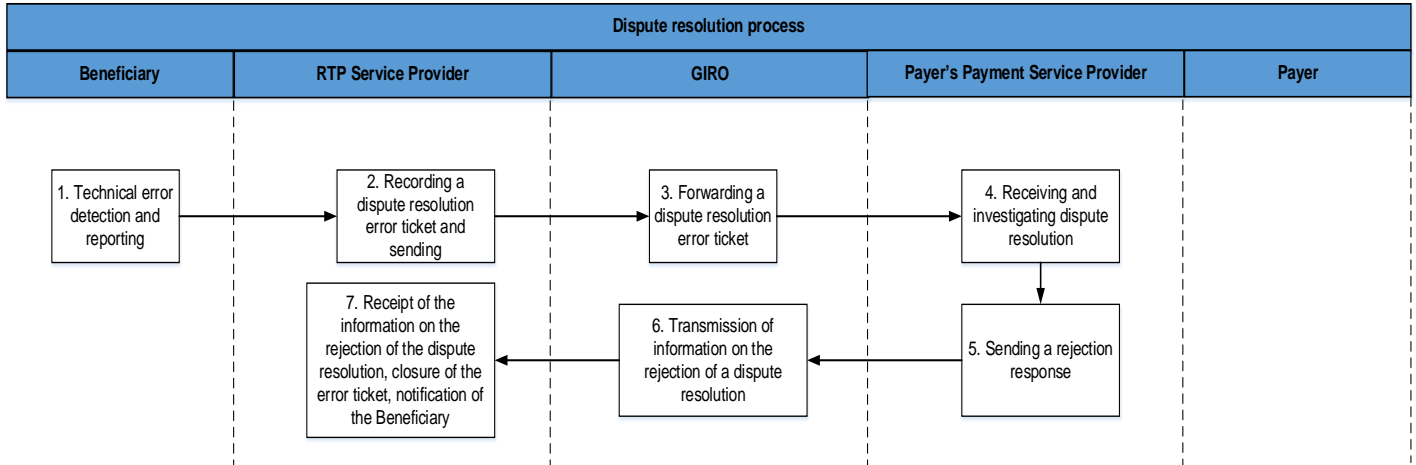 Dispute resolution process
Beneficiary
RTP Service Provider
GIRO
Payer's Payment Service Provider
Payer
1. Technical error
detection and
reporting
2. Recording a
dispute resolution
error ticket and
sending
3. Forwarding a
dispute resolution
error ticket
4. Receiving and
investigating dispute
resolution
7. Receipt of the
information on the
rejection of the dispute
resolution, closure of the
error ticket, notification of
the Beneficiary
6. Transmission of
information on the
rejection of a dispute
resolution
5. Sending a rejection
response